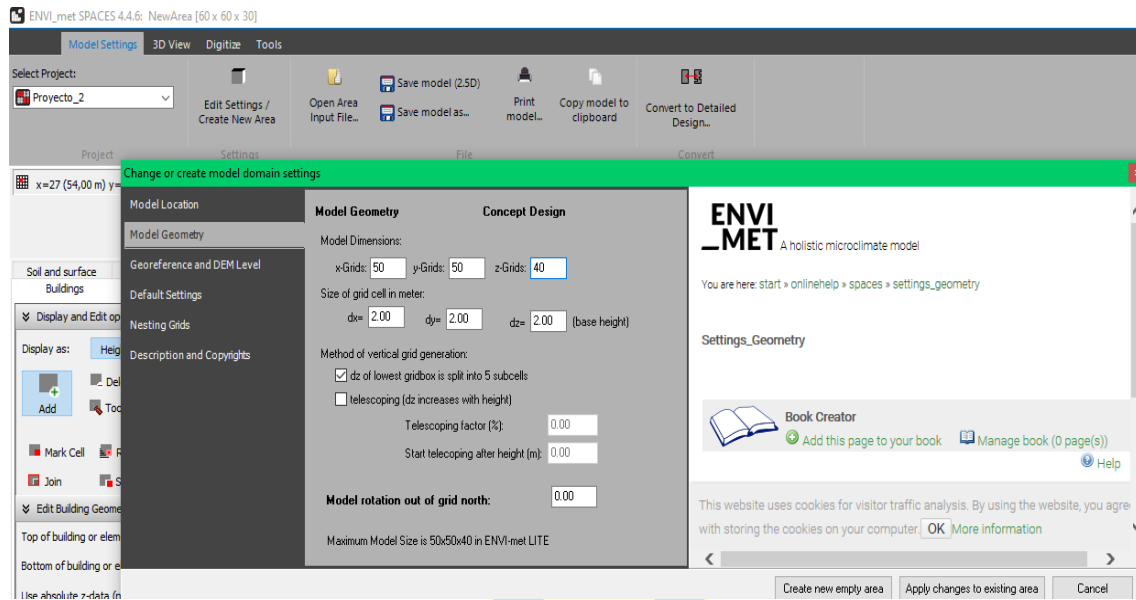 ENVI_met SPACES 4.4.6: NewArea [60 x 60 x 30]
Model Settings 3D View Digitize Tools
Select Project:
Proyecto_2
Edit Settings /
Create New Area
Open Area
Input File...
Save model (2.5D)
Save model as...
Print
model...
Copy model to
clipboard
Convert to Detailed
Design...
Project Settings File Convert
x=27 (54,00 m) y=
Change or create model domain settings
Model Location
Model Geometry
Georeference and DEM Level
Default Settings
Nesting Grids
Description and Copyrights
Soil and surface
Buildings
Display and Edit op
Display as: Heig
Add
Del
Too
Mark Cell R
Join S
Edit Building Geome
Top of building or elem
Bottom of building or e
Use absolute z-data (n
Model Geometry Concept Design
Model Dimensions:
x-Grids: 50 y-Grids: 50 z-Grids: 40
Size of grid cell in meter:
dx= 2.00 dy= 2.00 dz= 2.00 (base height)
Method of vertical grid generation:
dz of lowest gridbox is split into 5 subcells
telescoping (dz increases with height)
Telescoping factor (%): 0.00
Start telecoping after height (m): 0.00
Model rotation out of grid north: 0.00
Maximum Model Size is 50x50x40 in ENVI-met LITE
ENVI
_MET A holistic microclimate model
You are here: start » onlinehelp » spaces » settings_geometry
Settings_Geometry
Book Creator
Add this page to your book Manage book (0 page(s))
Help
This website uses cookies for visitor traffic analysis. By using the website, you agre
with storing the cookies on your computer. OK More information
Create new empty area Apply changes to existing area Cancel